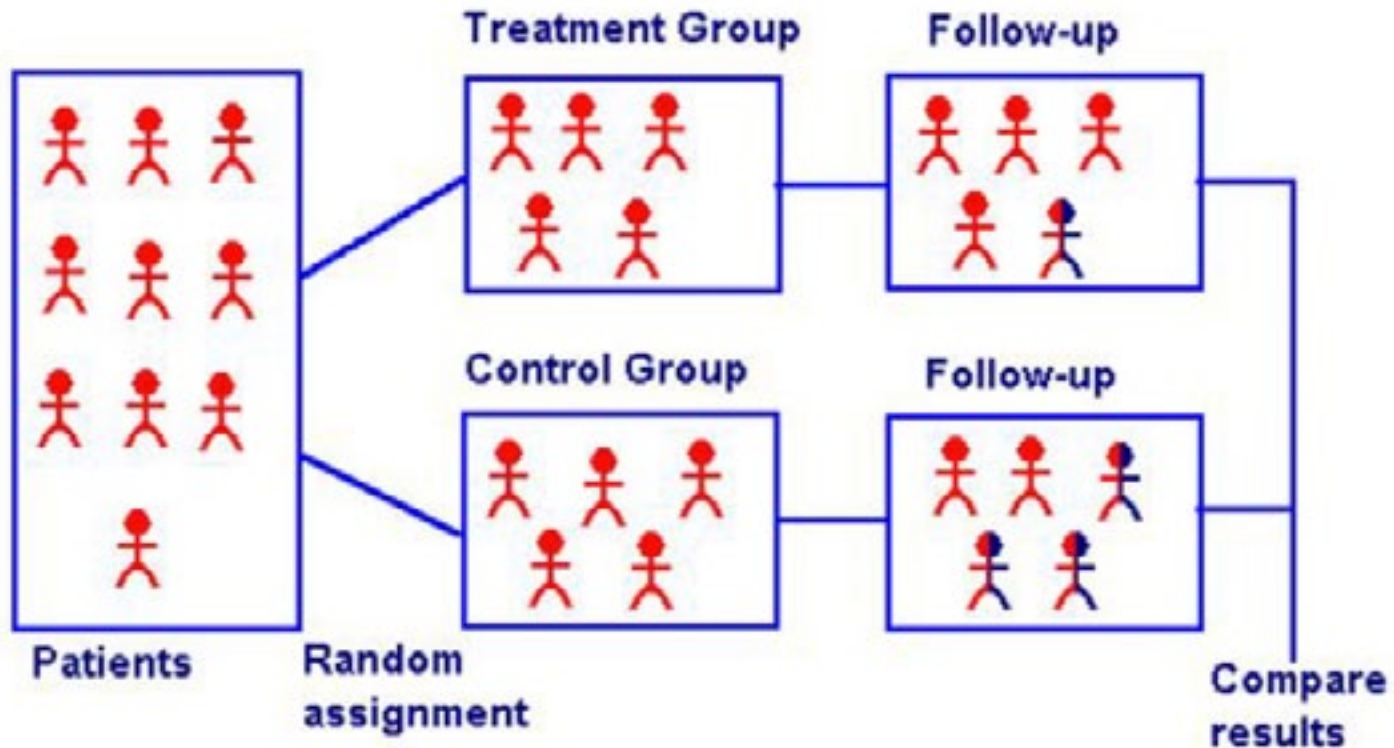 Treatment Group
Follow-up
Control Group
Follow-up
Patients
Random
assignment
Compare
results